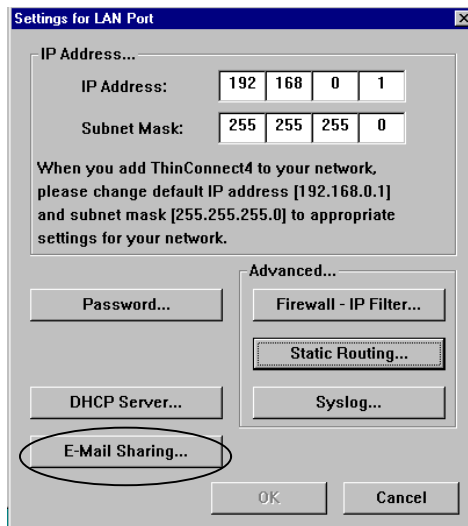 Settings for LAN Port
IP Address...
IP Address: 192 168 0 1
Subnet Mask: 255 255 255 0
When you add ThinConnect4 to your network,
please change default IP address [192.168.0.1]
and subnet mask [255.255.255.0] to appropriate
settings for your network.
Advanced...
Password... Firewall - IP Filter...
Static Routing...
DHCP Server... Syslog...
E-Mail Sharing...
OK Cancel